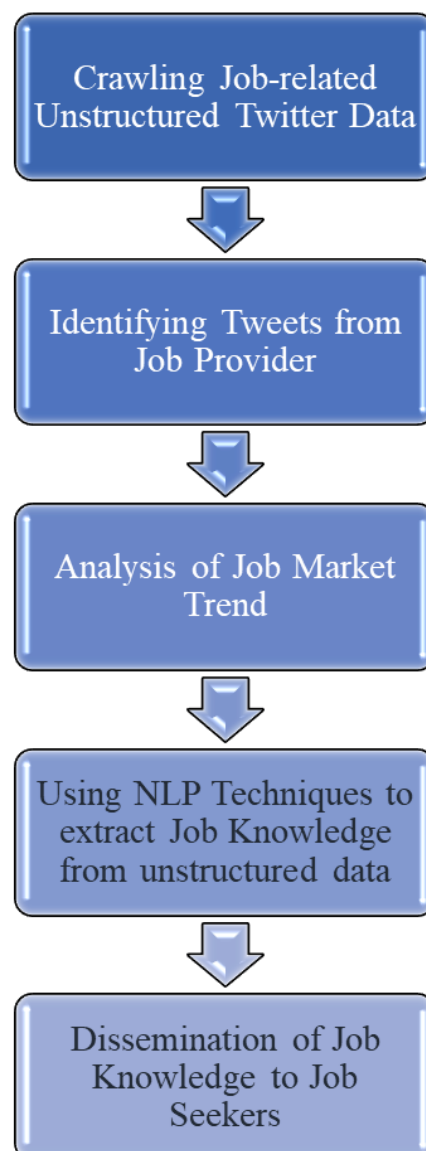 Crawling Job-related
Unstructured Twitter Data
Identifying Tweets from
Job Provider
Analysis of Job Market
Trend
Using NLP Techniques to
extract Job Knowledge
from unstructured data
Dissemination of Job
Knowledge to Job
Seekers